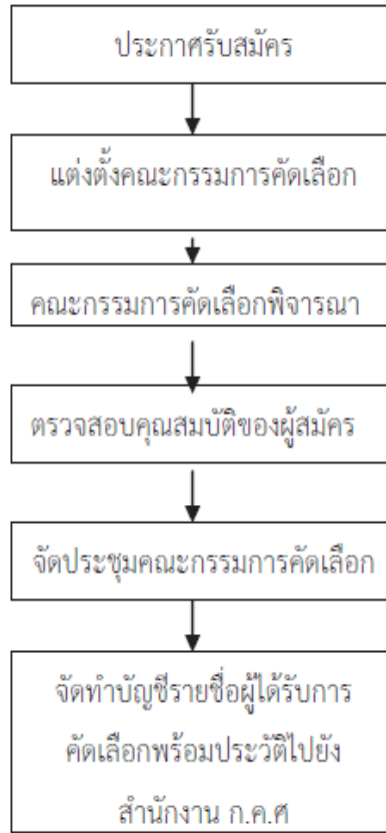 ประกาศรับสมัคร
แต่งตั้งคณะกรรมการคัดเลือก
คณะกรรมการคัดเลือกพิจารณา
ตรวจสอบคุณสมบัติของผู้สมัคร
จัดประชุมคณะกรรมการคัดเลือก
จัดทำบัญชีรายชื่อผู้ได้รับการ
คัดเลือกพร้อมประวัติไปยัง
สำนักงาน ก.ค.ศ